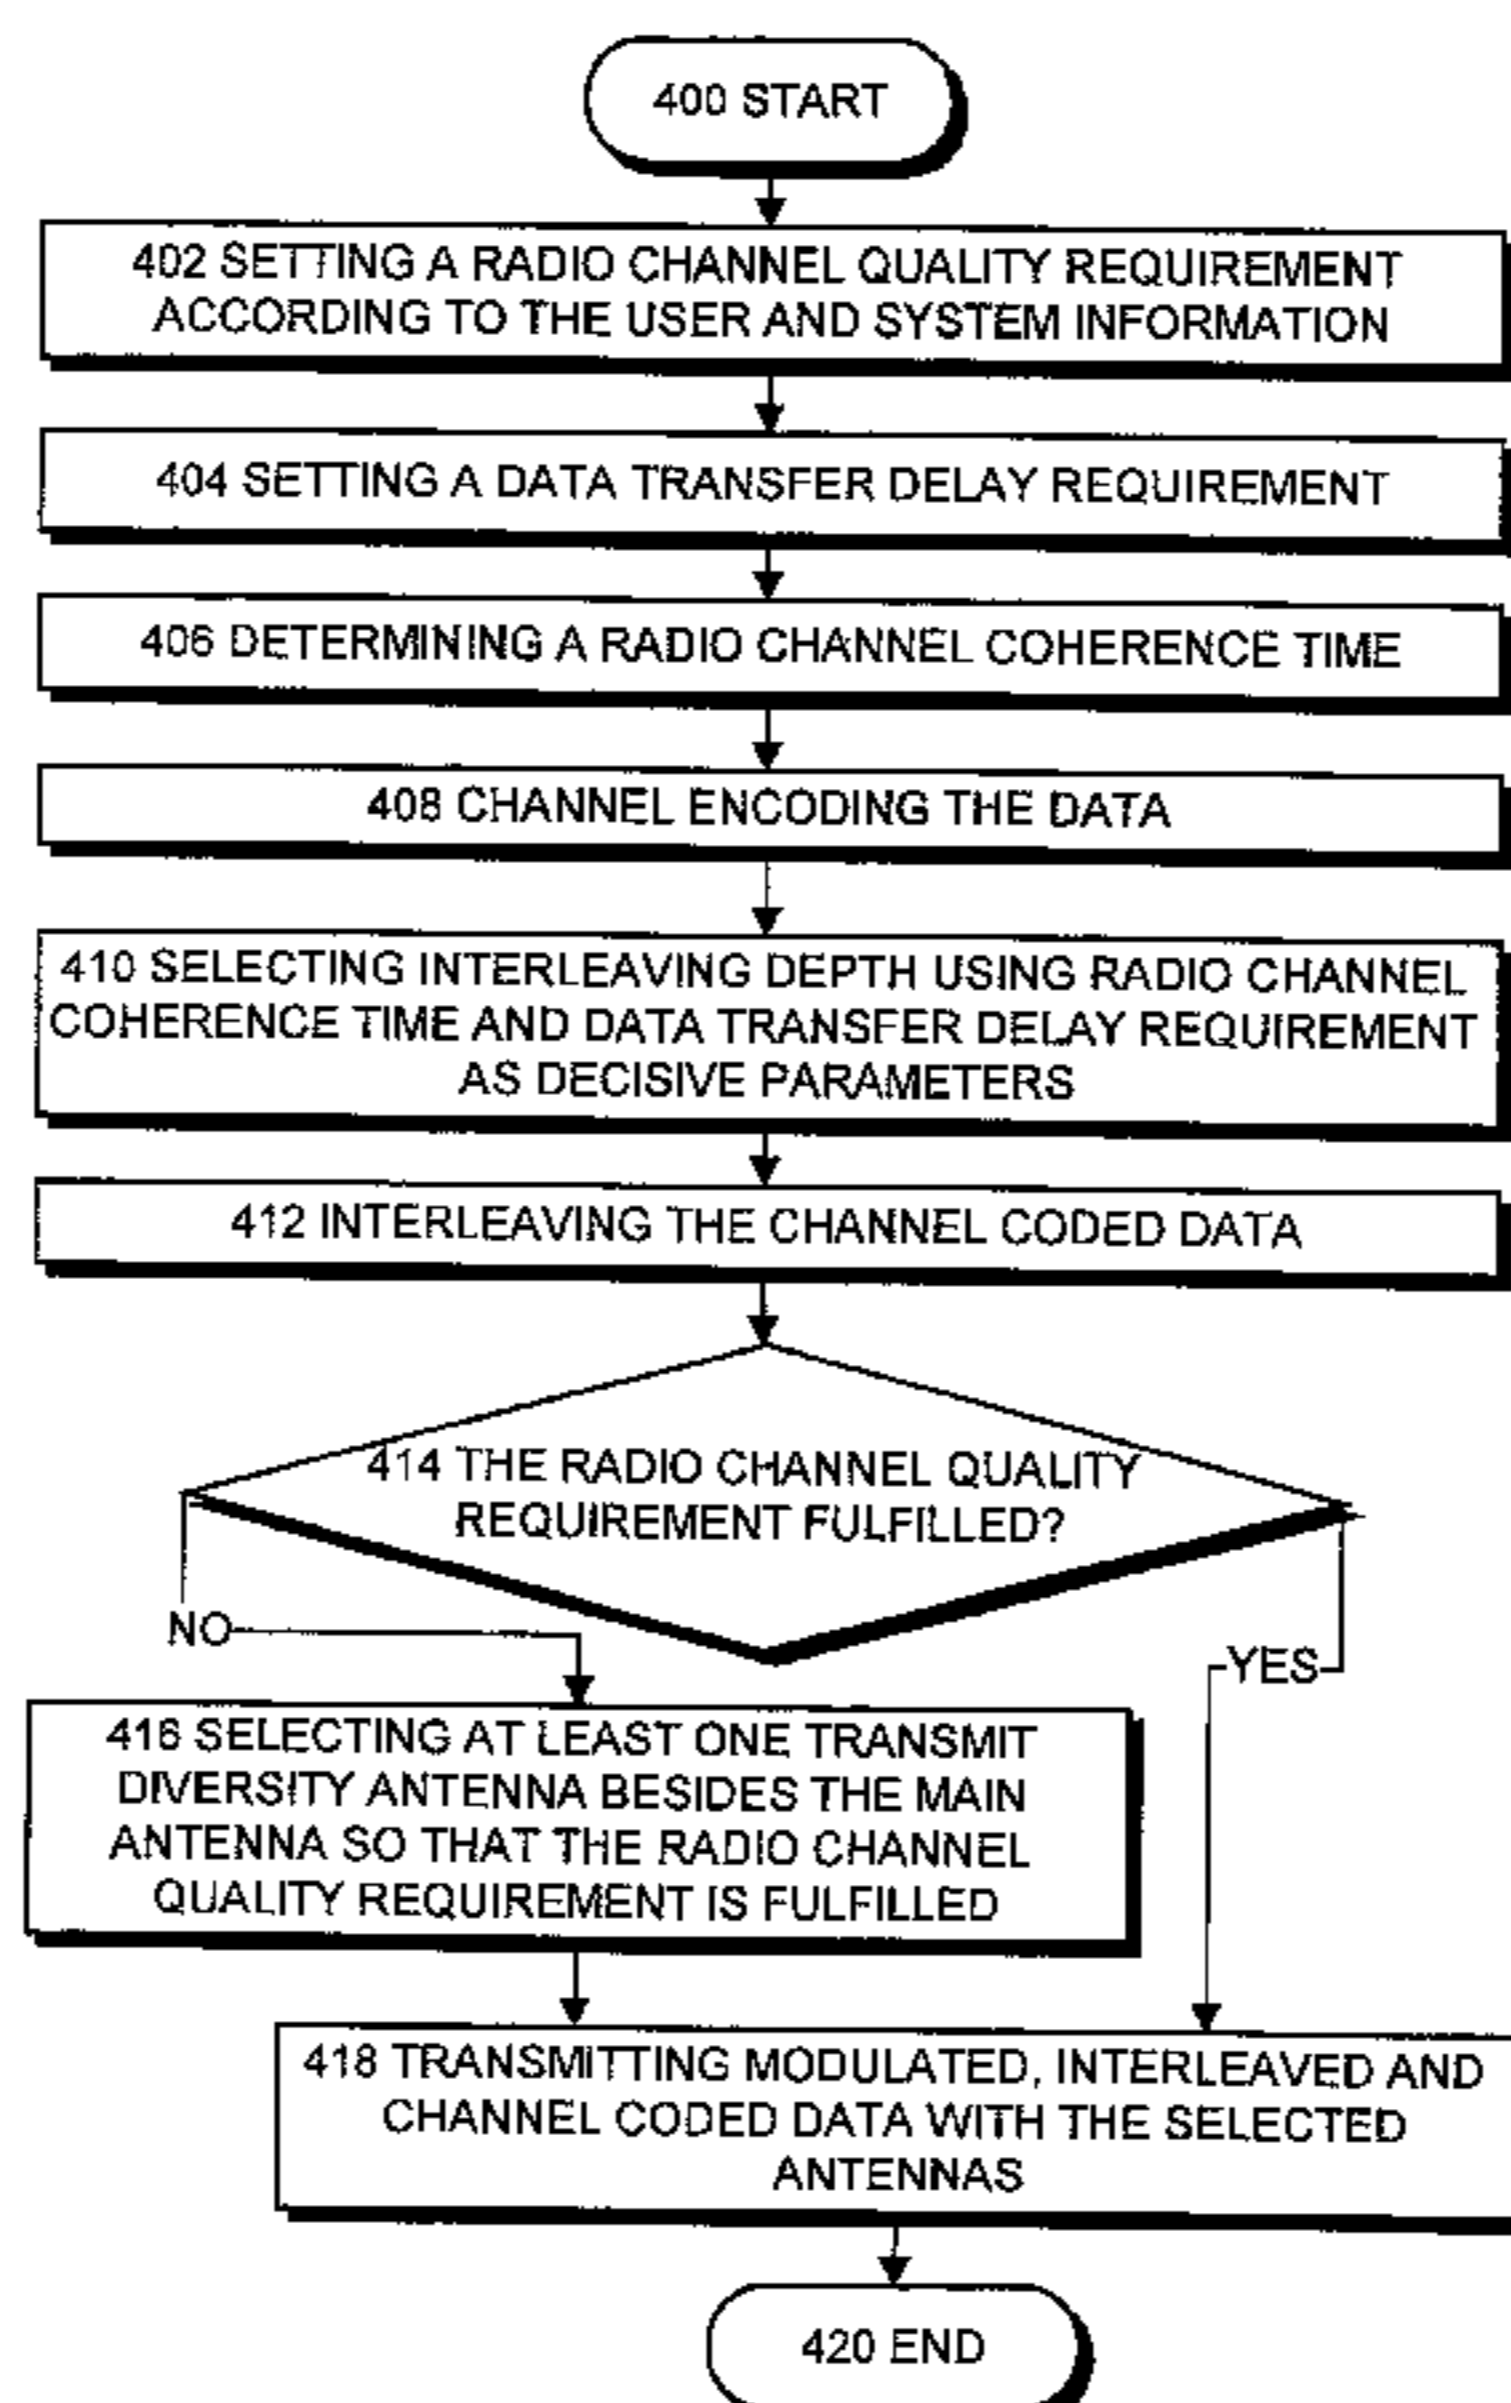 400 START
402 SETTING A RADIO CHANNEL QUALITY REQUIREMENT
ACCORDING TO THE USER AND SYSTEM INFORMATION
404 SETTING A DATA TRANSFER DELAY REQUIREMENT
406 DETERMINING A RADIO CHANNEL COHERENCE TIME
408 CHANNEL ENCODING THE DATA
410 SELECTING INTERLEAVING DEPTH USING RADIO CHANNEL
COHERENCE TIME AND DATA TRANSFER DELAY REQUIREMENT
AS DECISIVE PARAMETERS
412 INTERLEAVING THE CHANNEL CODED DATA
414 THE RADIO CHANNEL QUALITY
REQUIREMENT FULFILLED?
NO
YES
416 SELECTING AT LEAST ONE TRANSMIT
DIVERSITY ANTENNA BESIDES THE MAIN
ANTENNA SO THAT THE RADIO CHANNEL
QUALITY REQUIREMENT IS FULFILLED
418 TRANSMITTING MODULATED, INTERLEAVED AND
CHANNEL CODED DATA WITH THE SELECTED
ANTENNAS
420 END